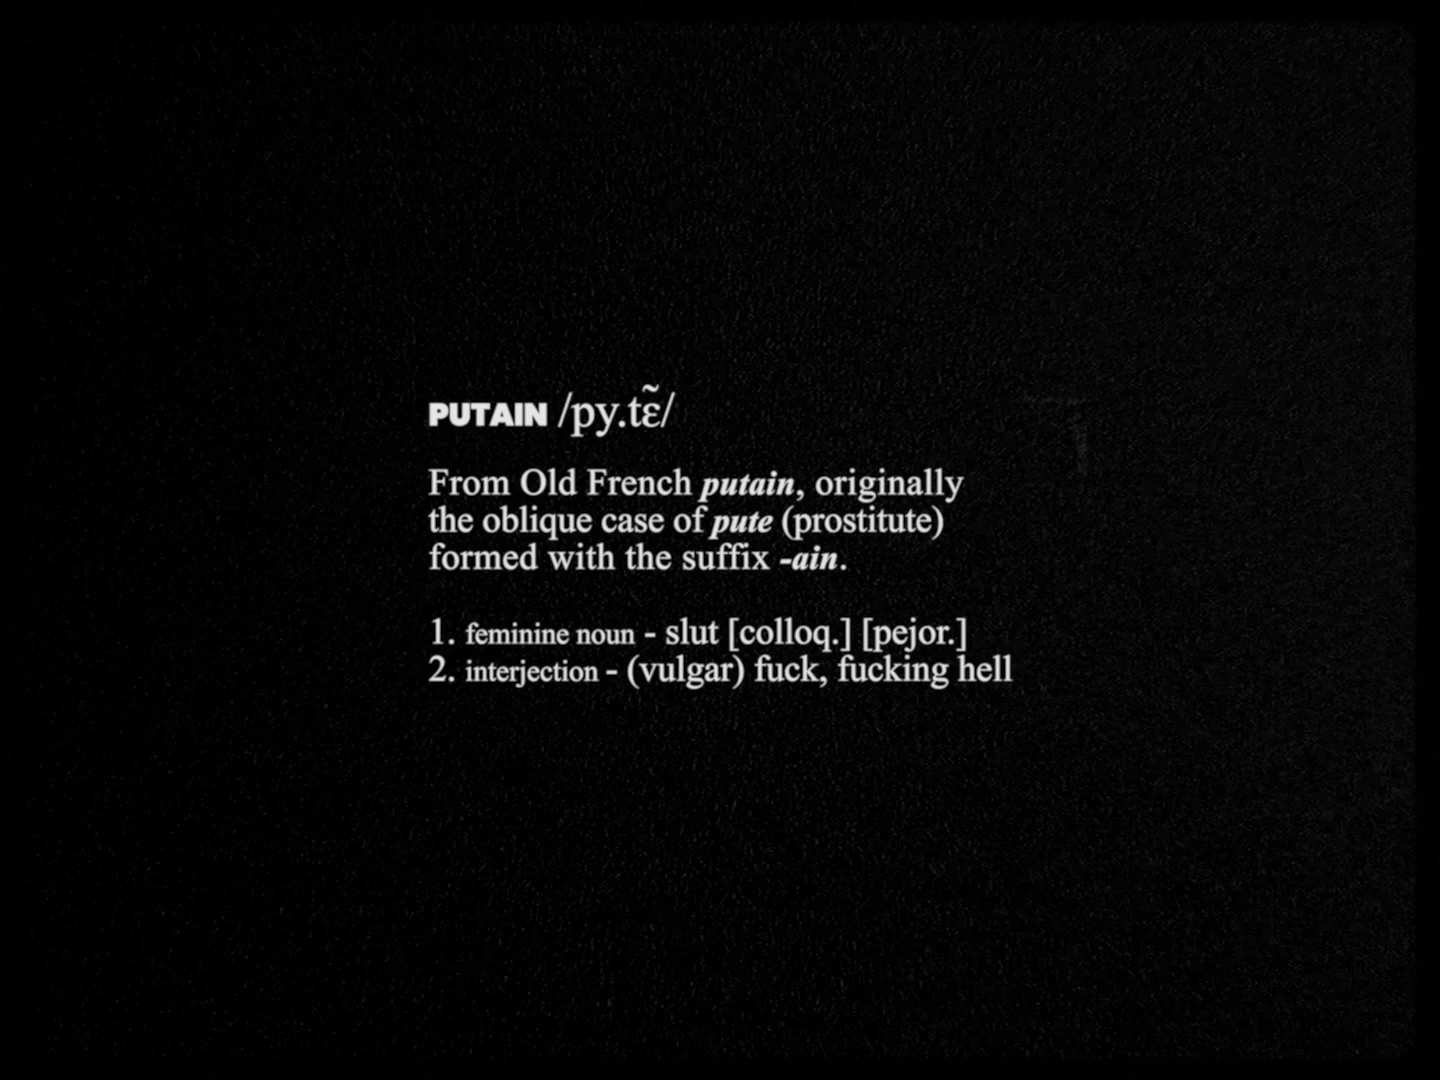 PUTAIN /py.tɛ̃/
From Old French putain, originally
the oblique case of pute (prostitute)
formed with the suffix -ain.
1. feminine noun - slut [colloq.] [pejor.]
2. interjection - (vulgar) fuck, fucking hell